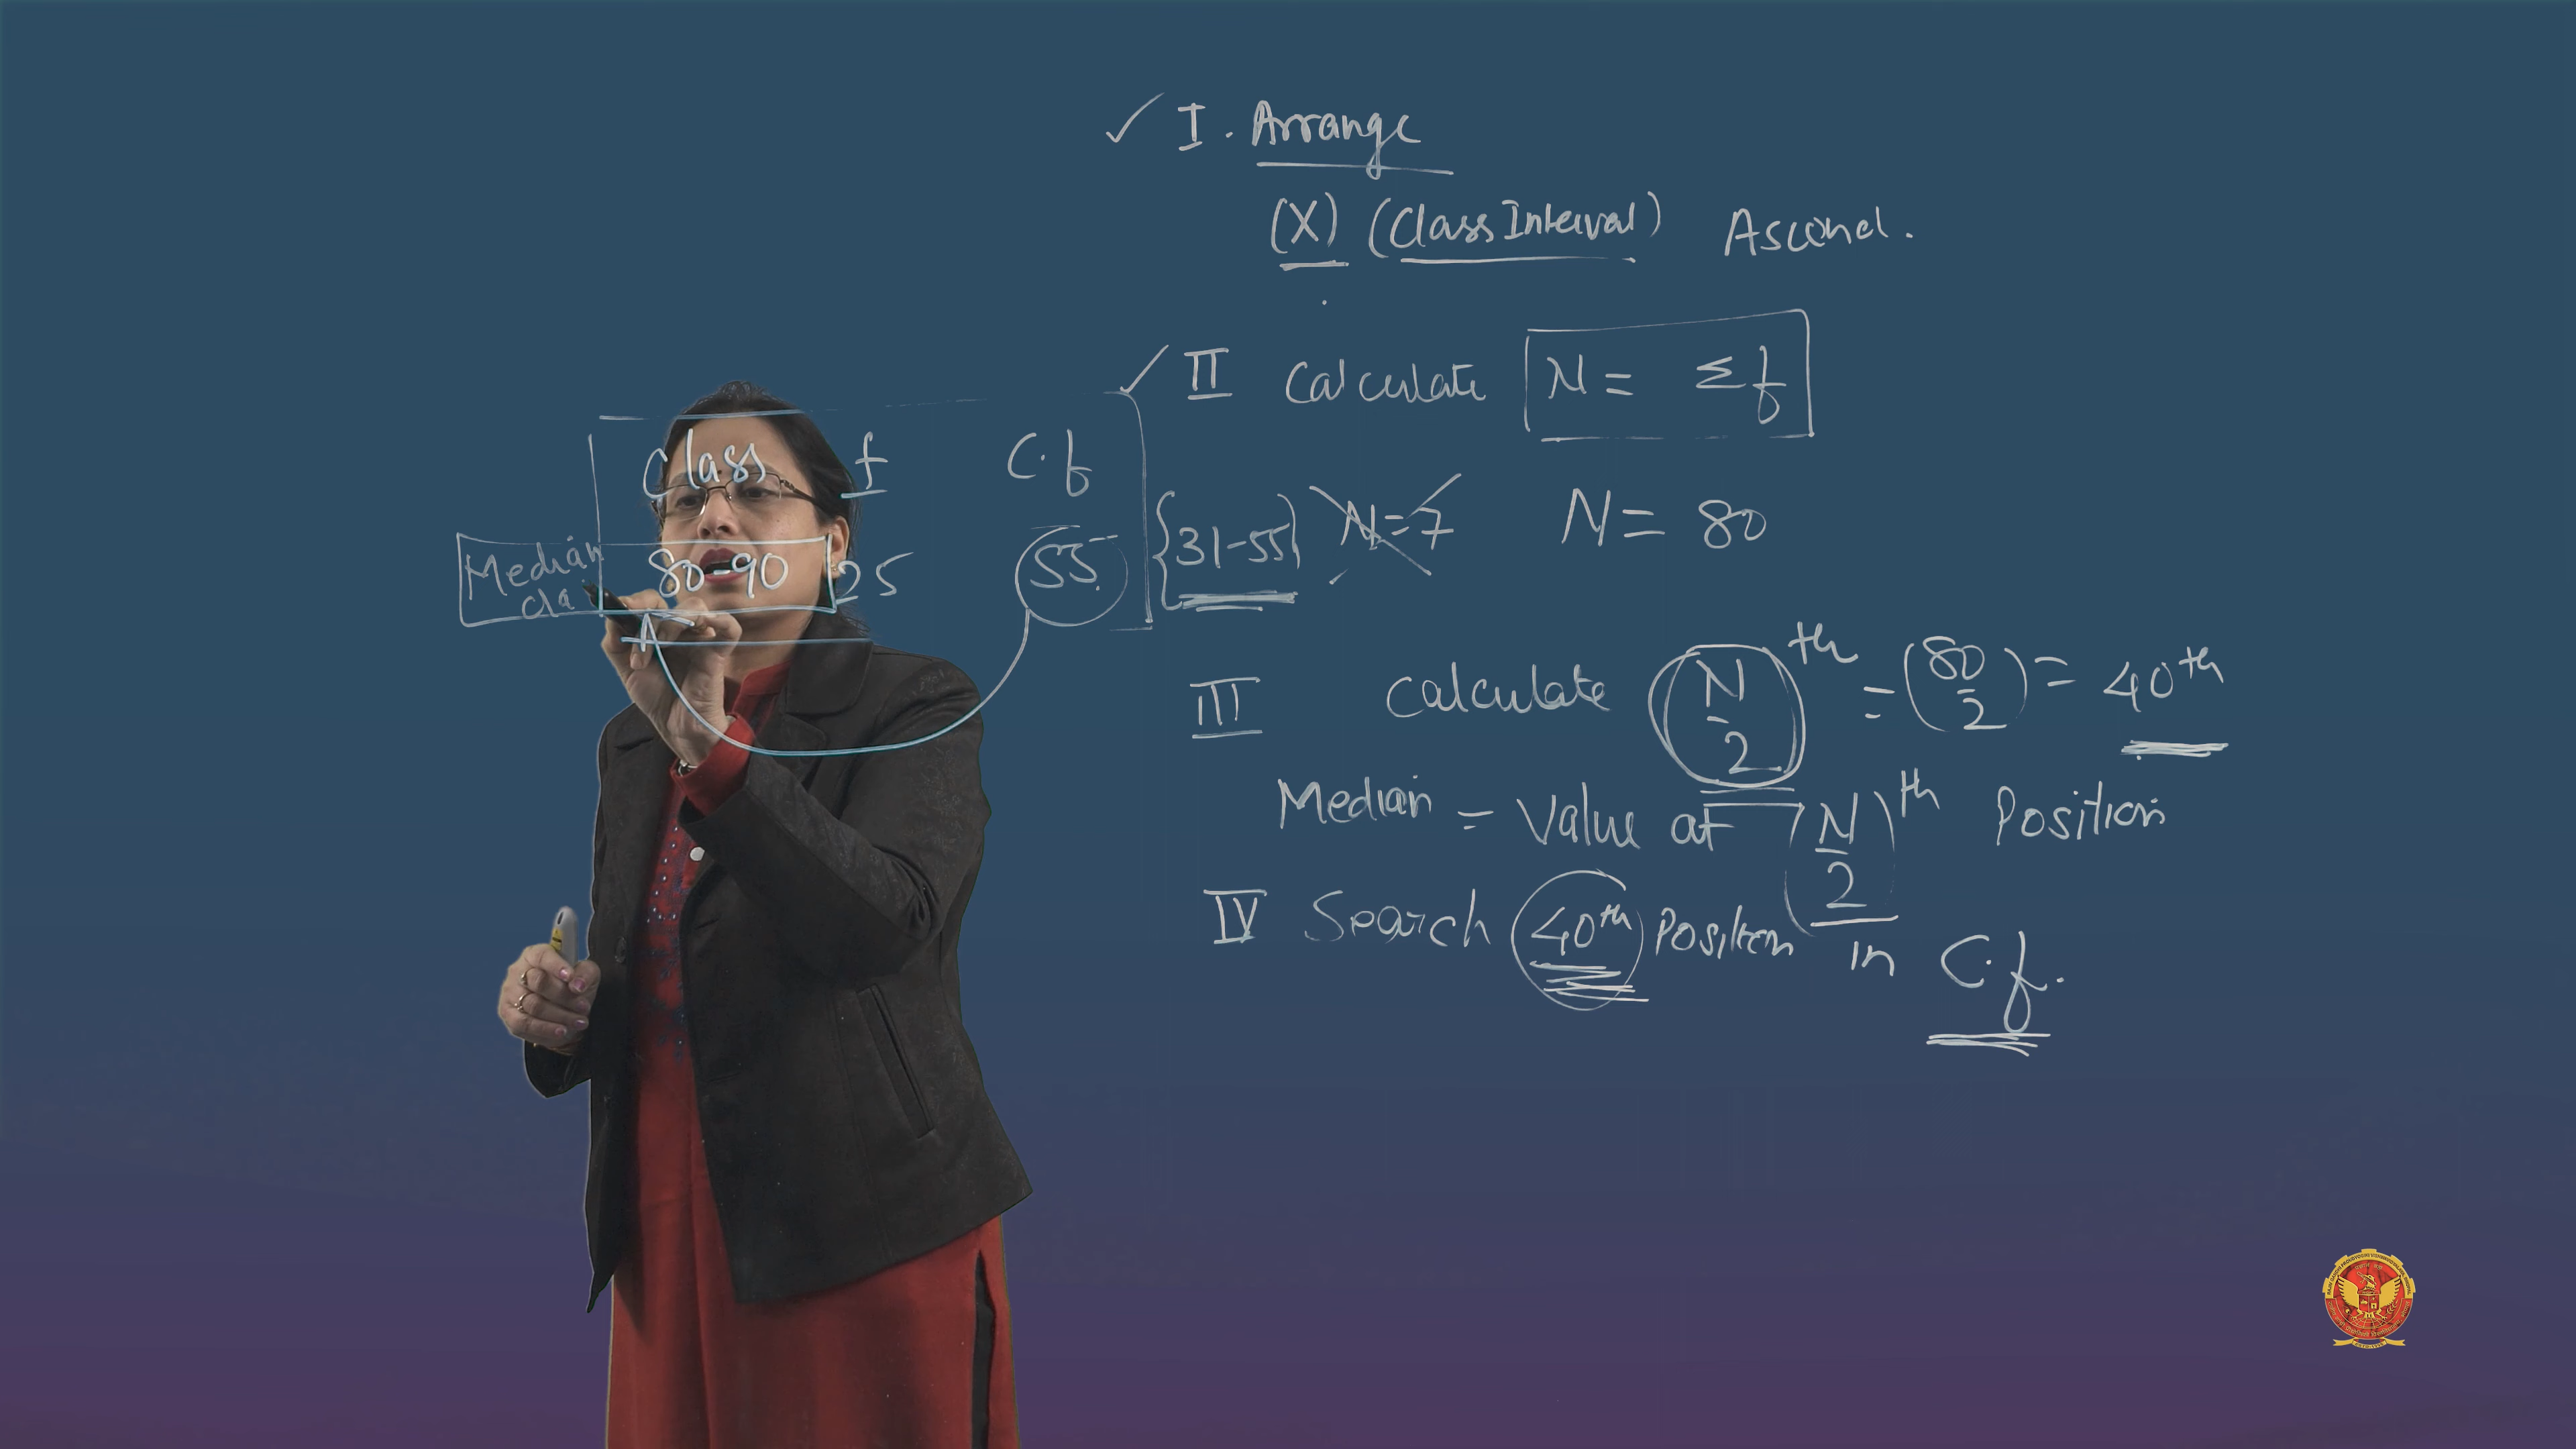 ✓ I. Arrange
(X) (Class Interval) Ascend.
✓ II Calculate N = Σf
Class f C.f
Median Cla 80-90 25 55 {31-55} N=7 N = 80
III Calculate (N/2)th = (80/2) = 40th
Median = Value at (N/2)th Position
IV Search 40th Position in C.f.